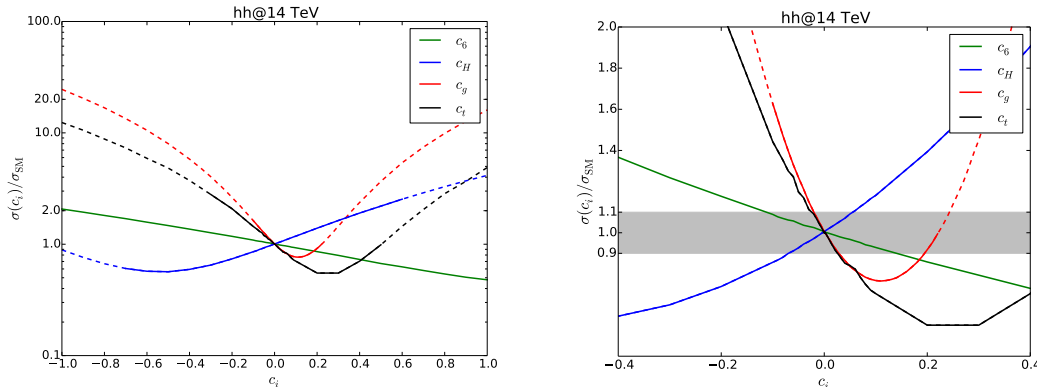 hh@14 TeV
100.0
20.0
10.0
2.0
1.0
0.1
σ(c_i)/σ_SM
−1.0 −0.8 −0.6 −0.4 −0.2 0.0 0.2 0.4 0.6 0.8 1.0
c_i
c_6
c_H
c_g
c_t
hh@14 TeV
2.0
1.8
1.6
1.4
1.1
1.0
0.9
σ(c_i)/σ_SM
−0.4 −0.2 0.0 0.2 0.4
c_i
c_6
c_H
c_g
c_t